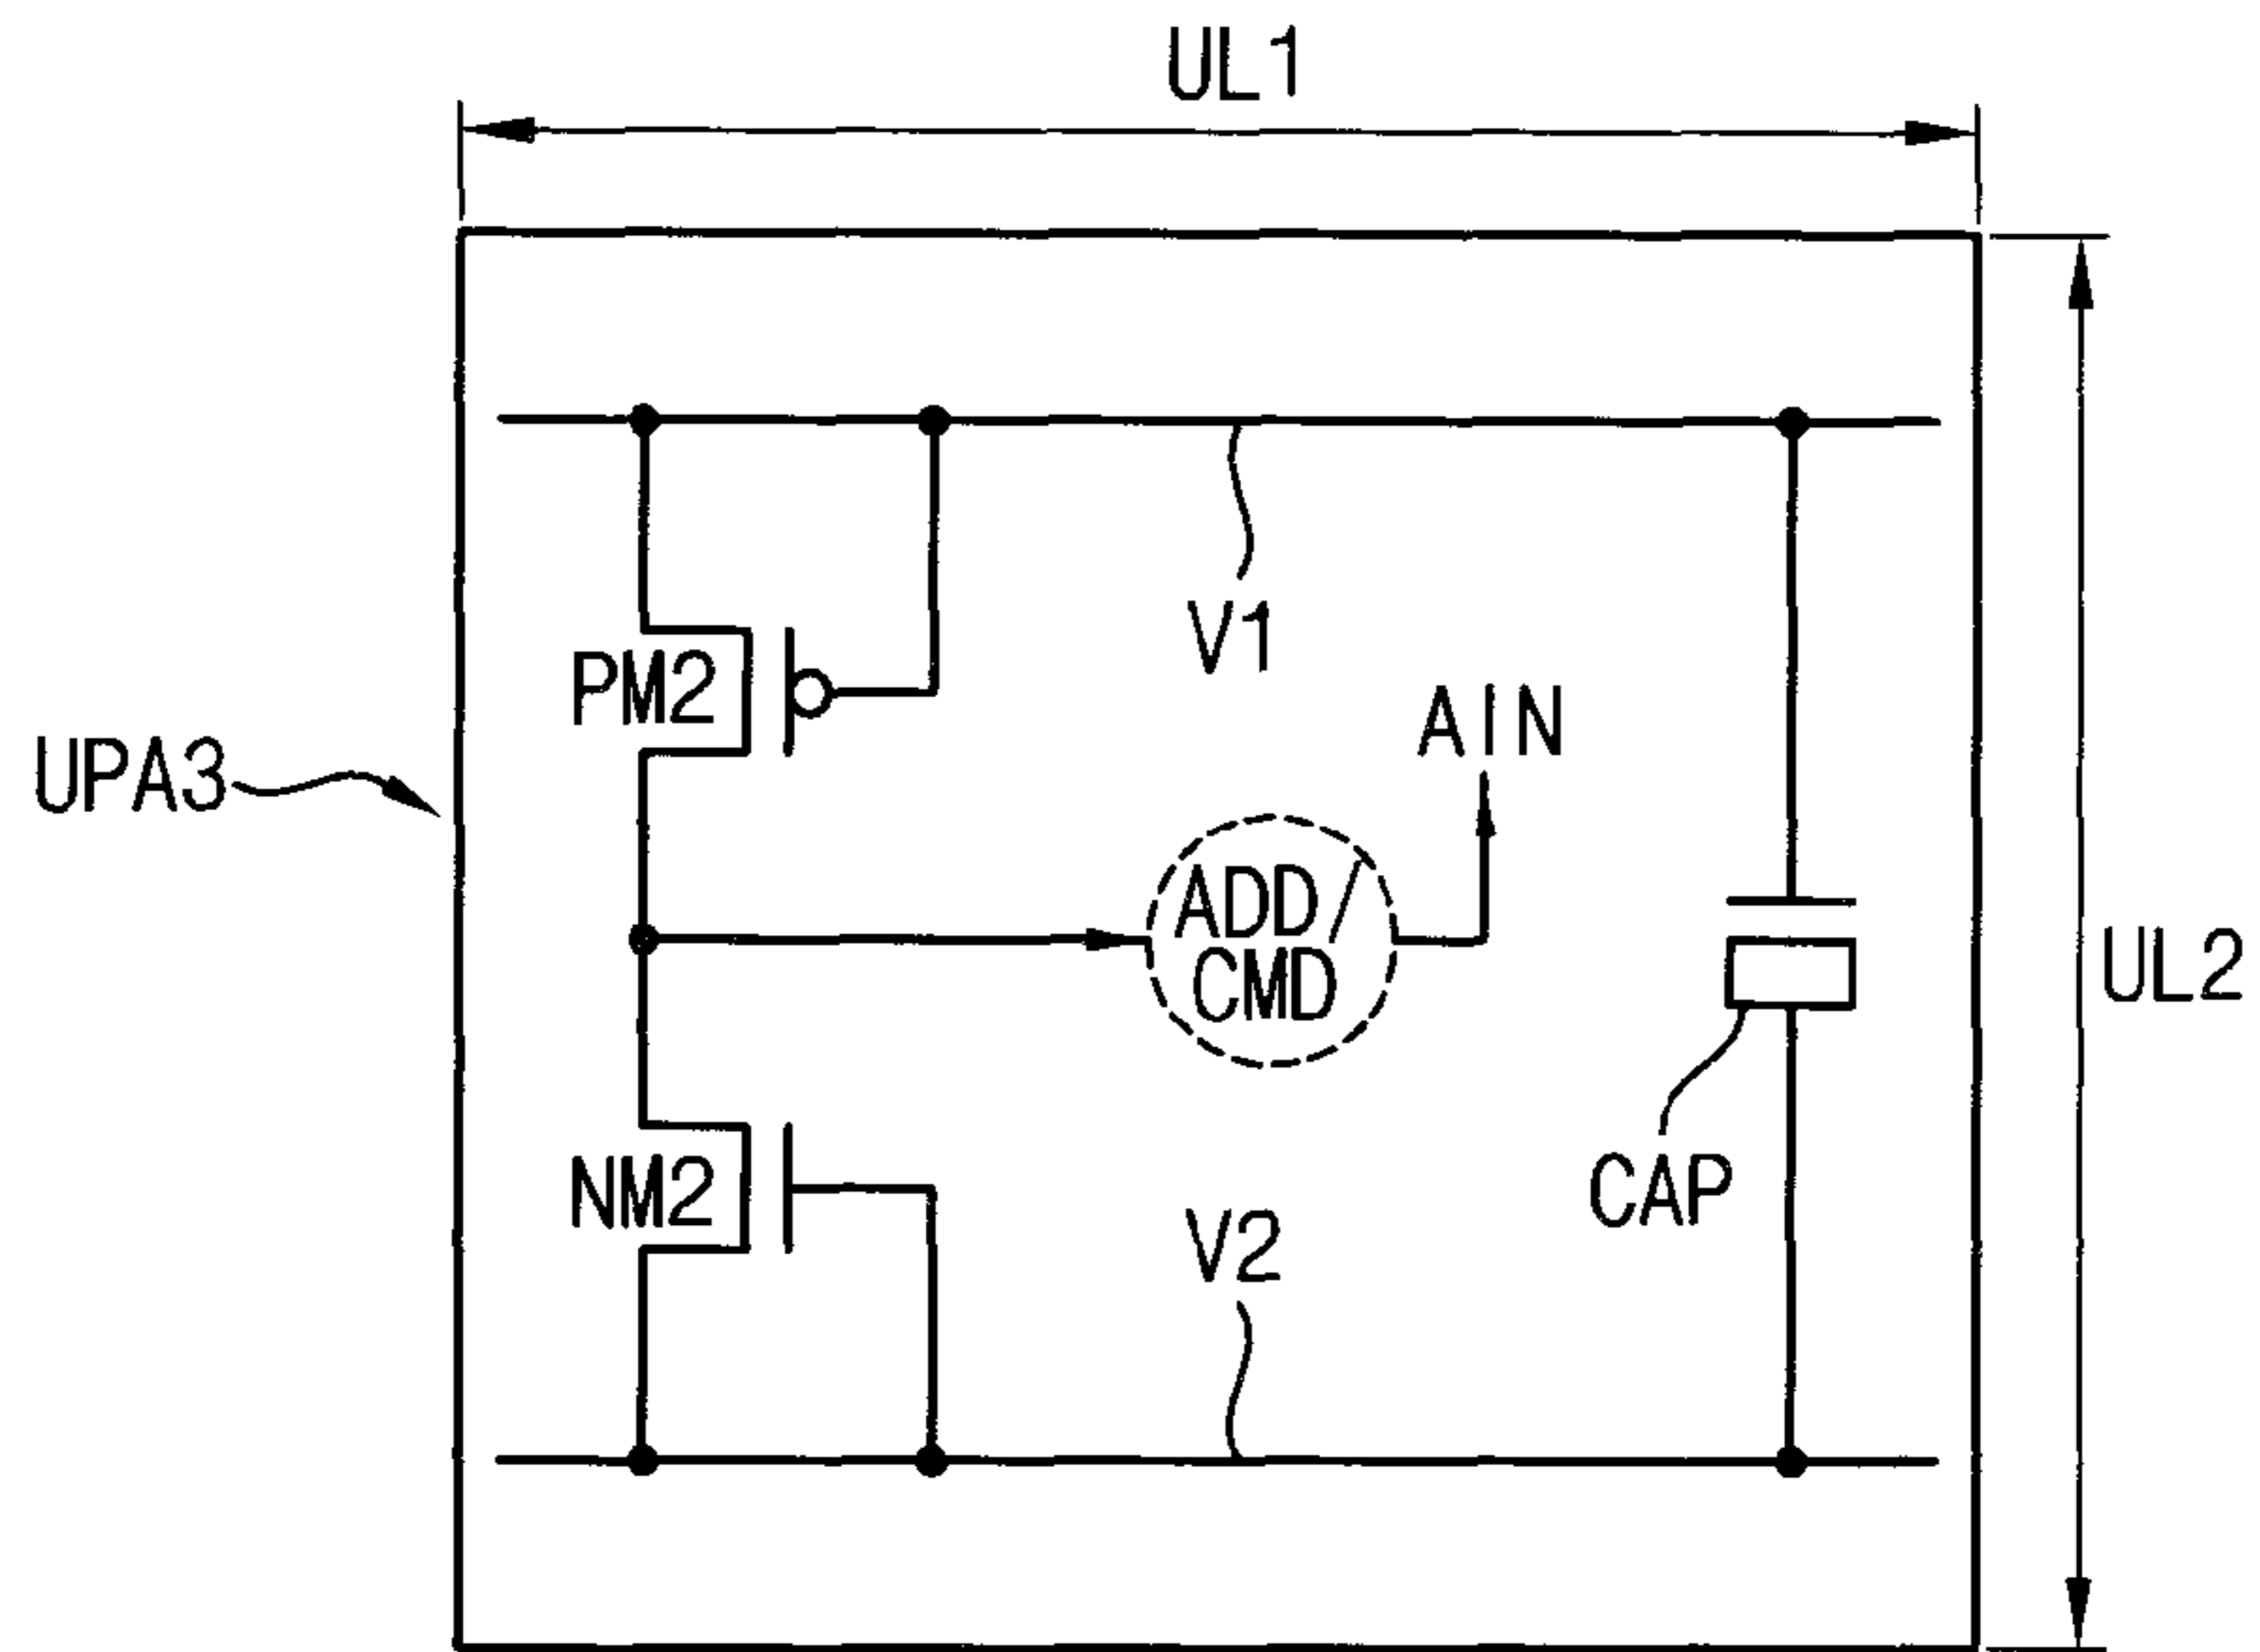 UL1
V1
PM2
AIN
UPA3
ADD/
CMD
UL2
NM2
CAP
V2